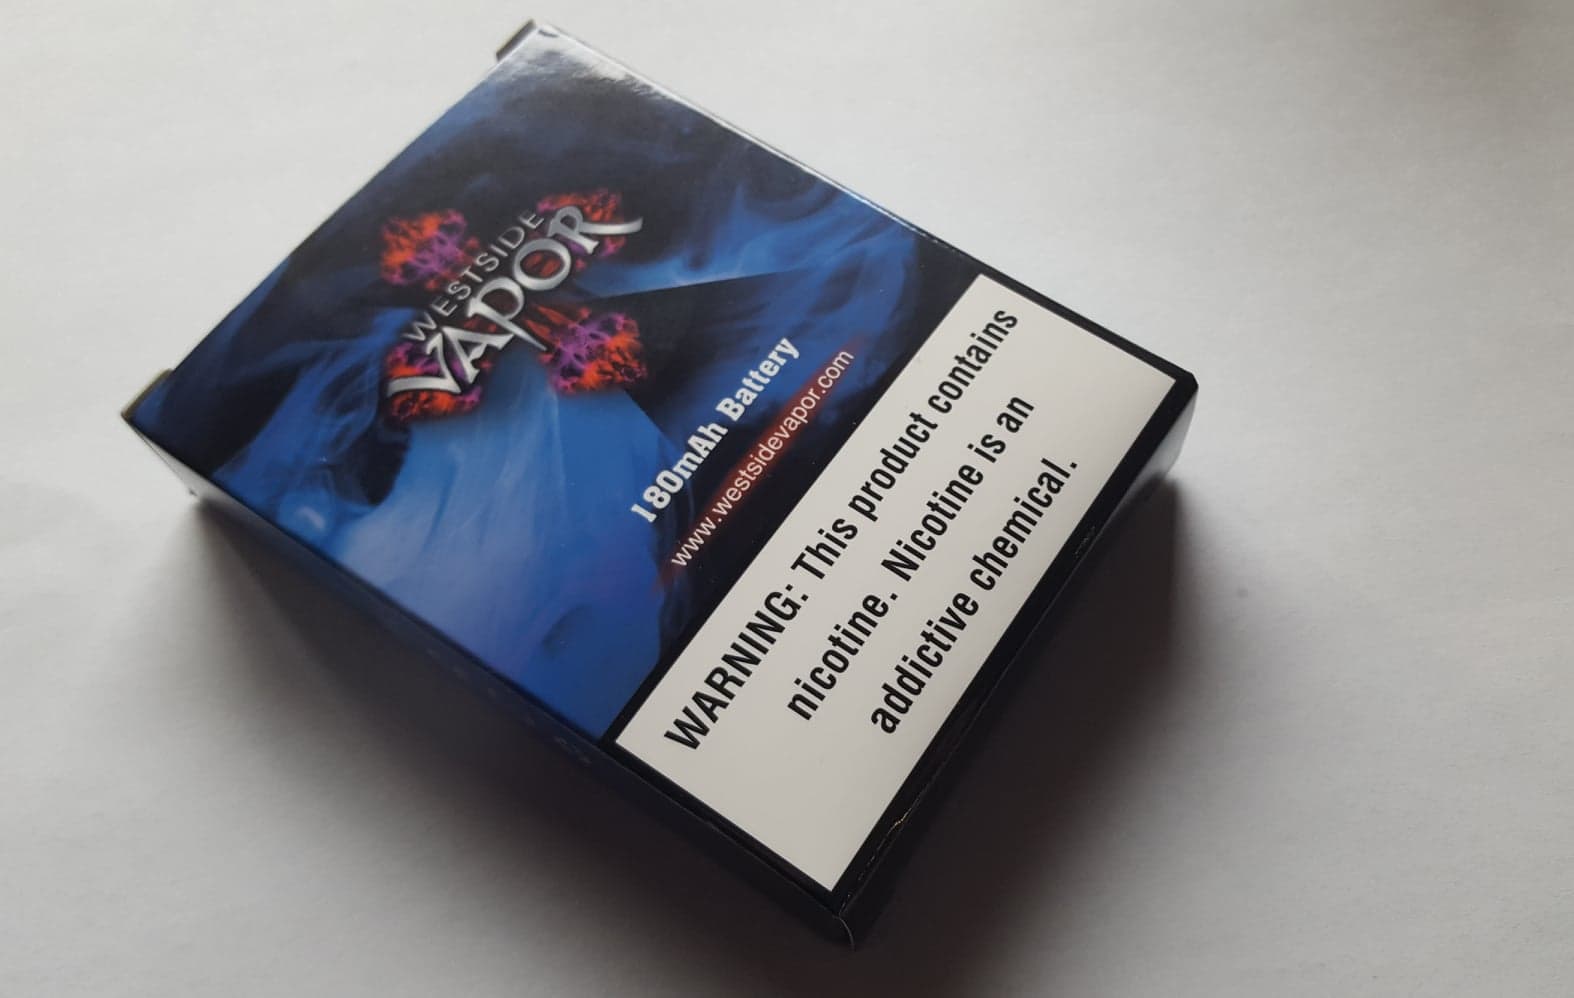 WESTSIDE
VAPOR
180mAh Battery
www.westsidevapor.com
WARNING: This product contains
nicotine. Nicotine is an
addictive chemical.